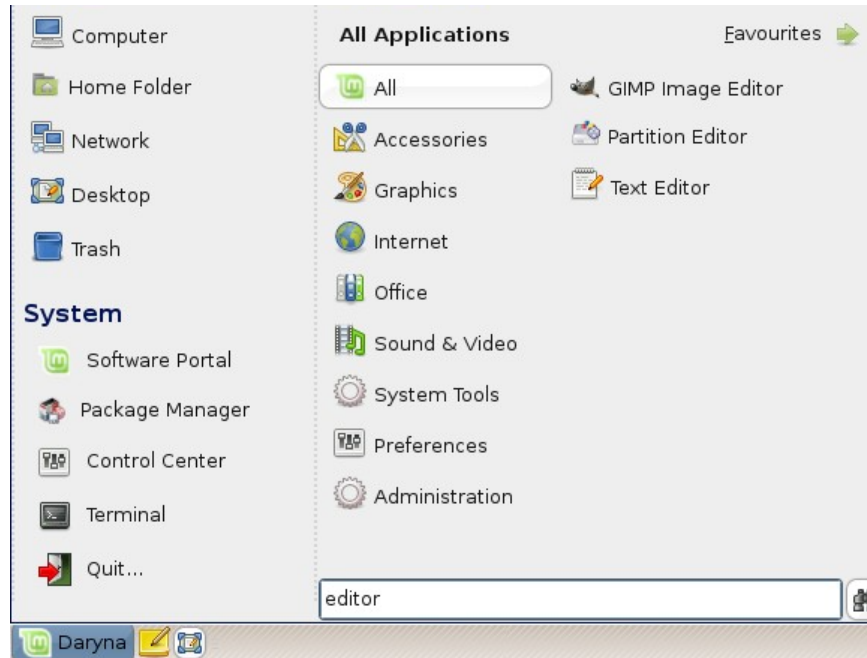 Computer
Home Folder
Network
Desktop
Trash
System
Software Portal
Package Manager
Control Center
Terminal
Quit...
All Applications
Favourites
All
Accessories
Graphics
Internet
Office
Sound & Video
System Tools
Preferences
Administration
GIMP Image Editor
Partition Editor
Text Editor
editor
Daryna